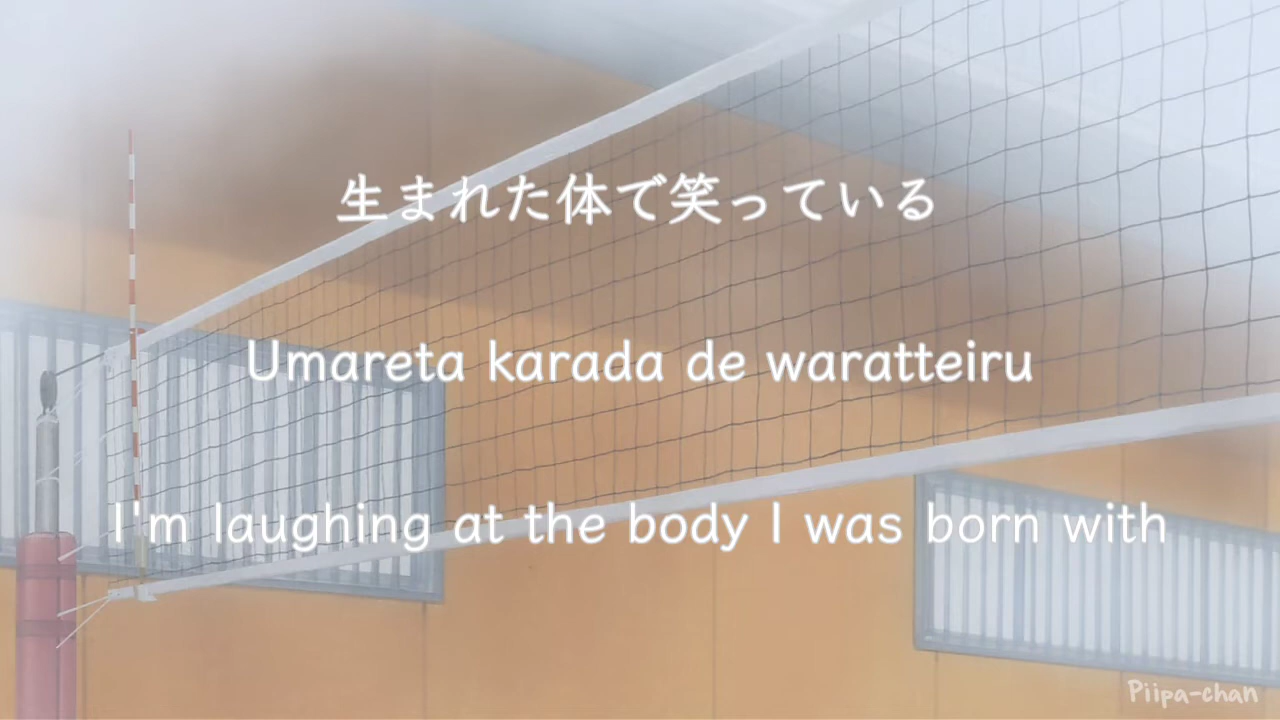 生まれた体で笑っている
Umareta karada de waratteiru
I'm laughing at the body I was born with
Piipa-chan